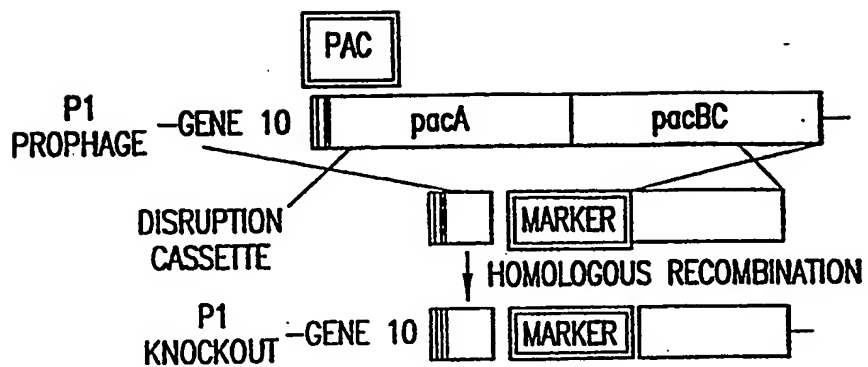 PAC
P1
PROPHAGE
GENE 10
pacA
pacBC
DISRUPTION
CASSETTE
MARKER
HOMOLOGOUS RECOMBINATION
P1
KNOCKOUT
GENE 10
MARKER